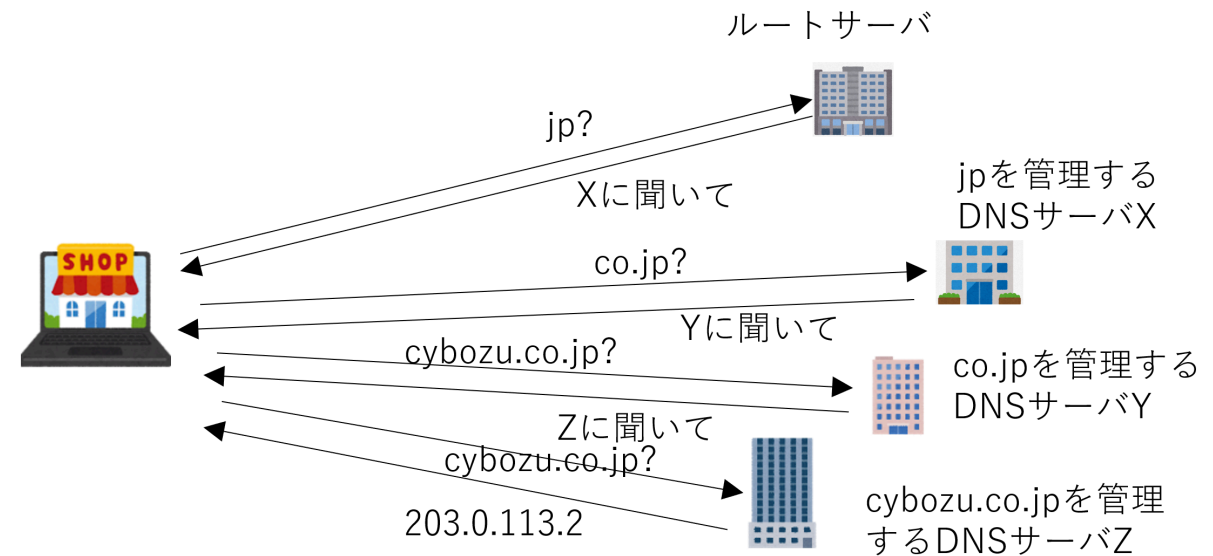 ルートサーバ
jp?
Xに聞いて
jpを管理する
DNSサーバX
SHOP
co.jp?
Yに聞いて
cybozu.co.jp?
co.jpを管理する
DNSサーバY
Zに聞いて
cybozu.co.jp?
203.0.113.2
cybozu.co.jpを管理
するDNSサーバZ